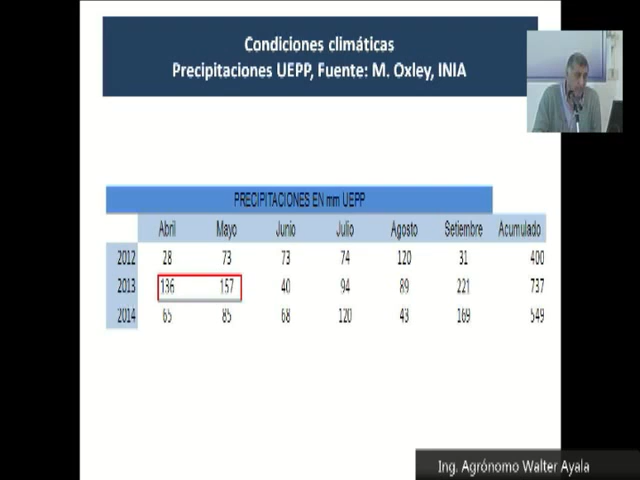 Condiciones climáticas
Precipitaciones UEPP, Fuente: M. Oxley, INIA
PRECIPITACIONES EN mm UEPP
Abril Mayo Junio Julio Agosto Setiembre Acumulado
2012 28 73 73 74 120 31 400
2013 136 157 40 94 89 221 737
2014 65 85 68 120 43 169 549
Ing. Agrónomo Walter Ayala